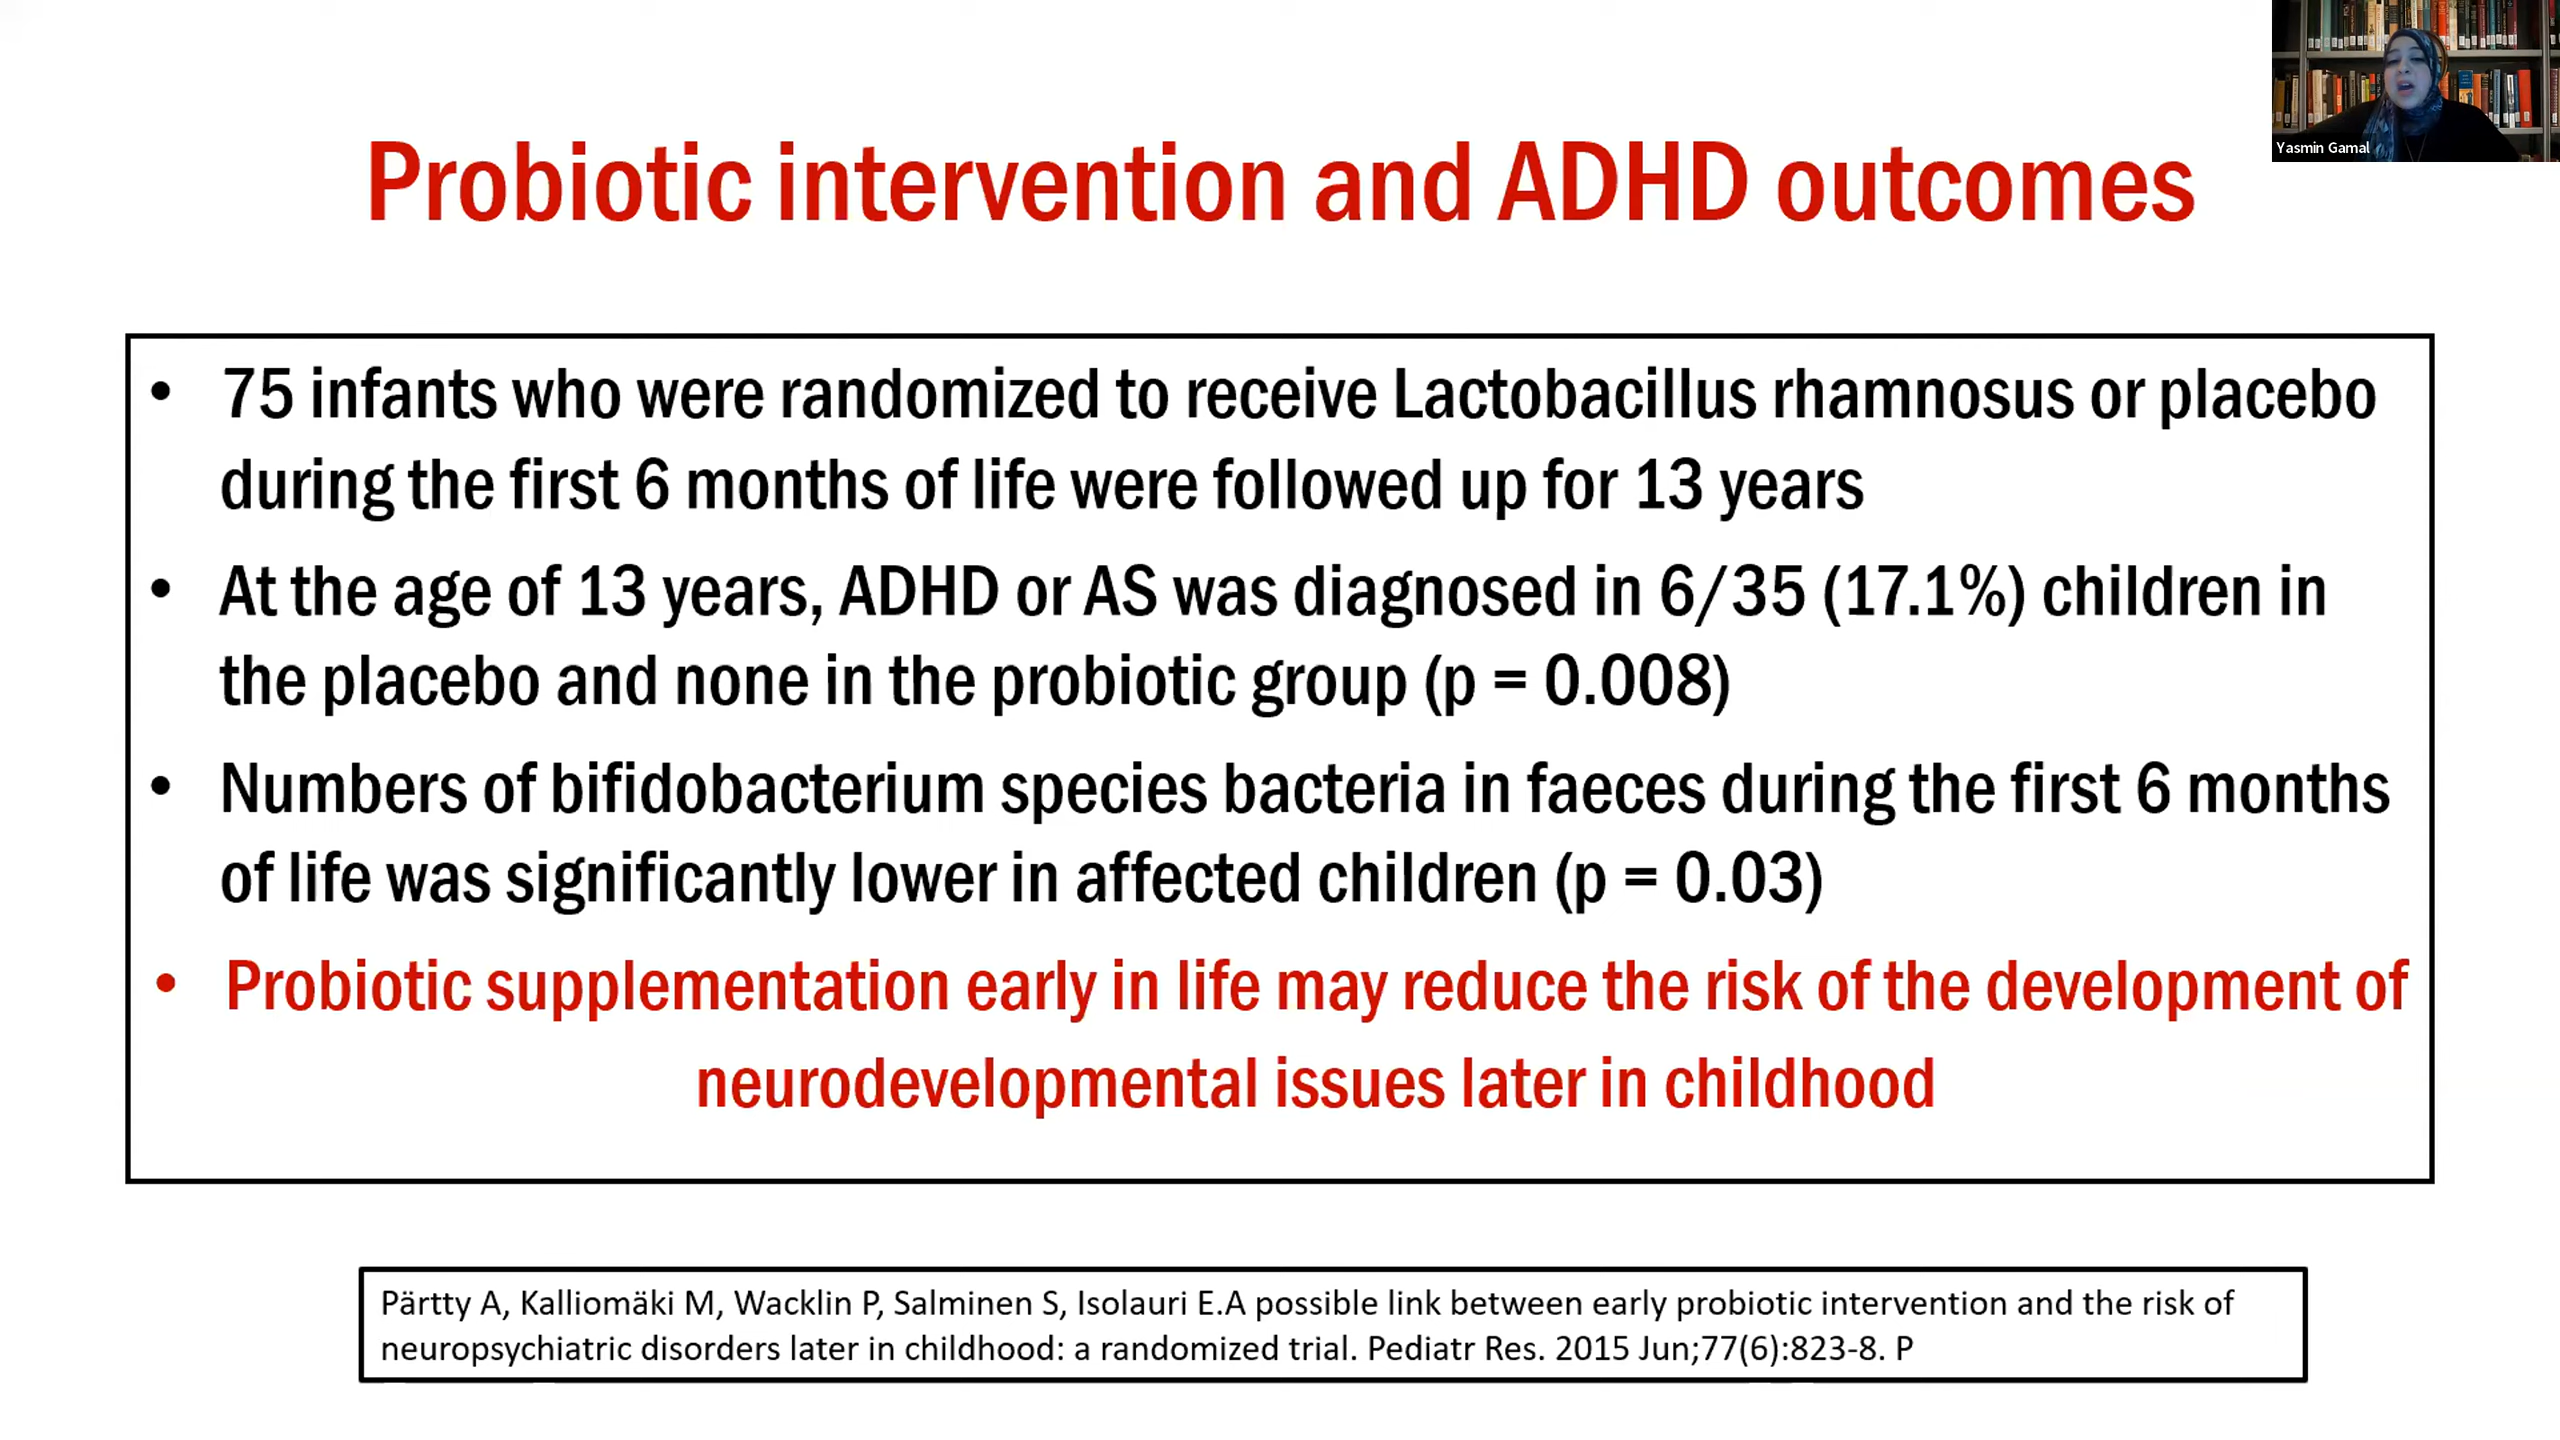 Yasmin Gamal
Probiotic intervention and ADHD outcomes
• 75 infants who were randomized to receive Lactobacillus rhamnosus or placebo
during the first 6 months of life were followed up for 13 years
• At the age of 13 years, ADHD or AS was diagnosed in 6/35 (17.1%) children in
the placebo and none in the probiotic group (p = 0.008)
• Numbers of bifidobacterium species bacteria in faeces during the first 6 months
of life was significantly lower in affected children (p = 0.03)
• Probiotic supplementation early in life may reduce the risk of the development of
neurodevelopmental issues later in childhood
Pärtty A, Kalliomäki M, Wacklin P, Salminen S, Isolauri E.A possible link between early probiotic intervention and the risk of
neuropsychiatric disorders later in childhood: a randomized trial. Pediatr Res. 2015 Jun;77(6):823-8. P